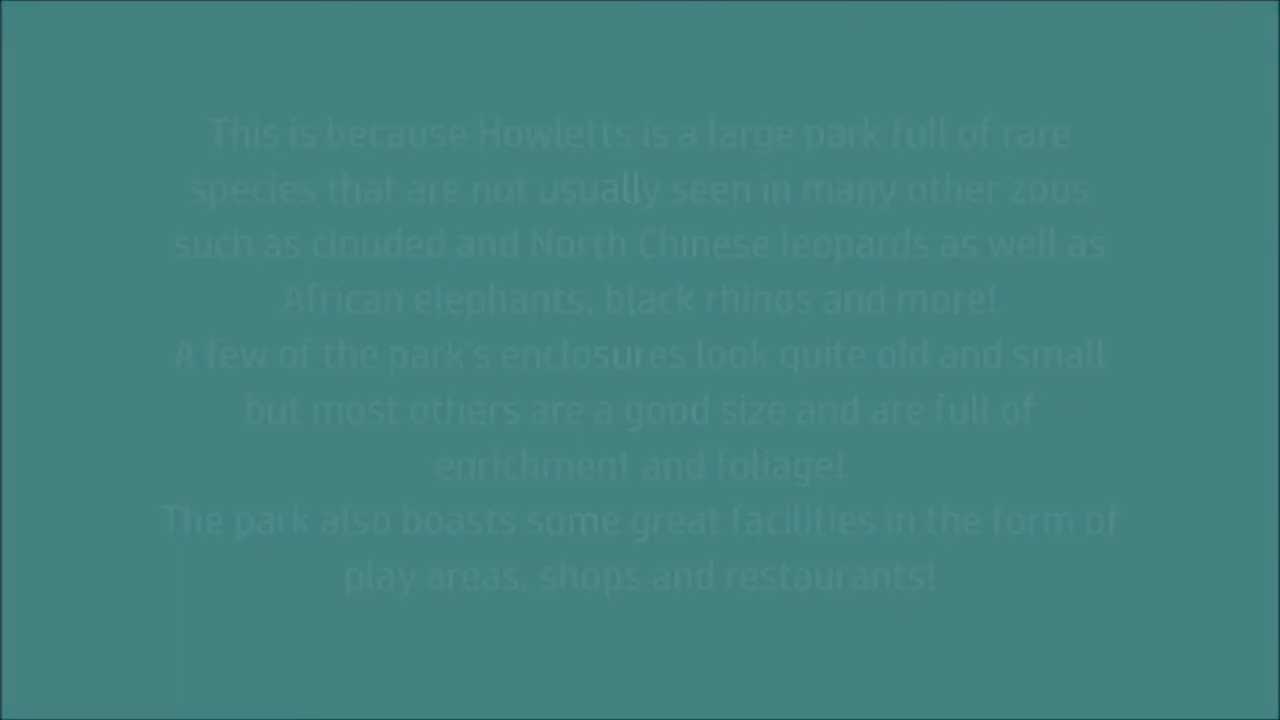 This is because Howletts is a large park full of rare
species that are not usually seen in many other zoos
such as clouded and North Chinese leopards as well as
African elephants, black rhinos and more!
A few of the park's enclosures look quite old and small
but most others are a good size and are full of
enrichment and foliage!
The park also boasts some great facilities in the form of
play areas, shops and restaurants!